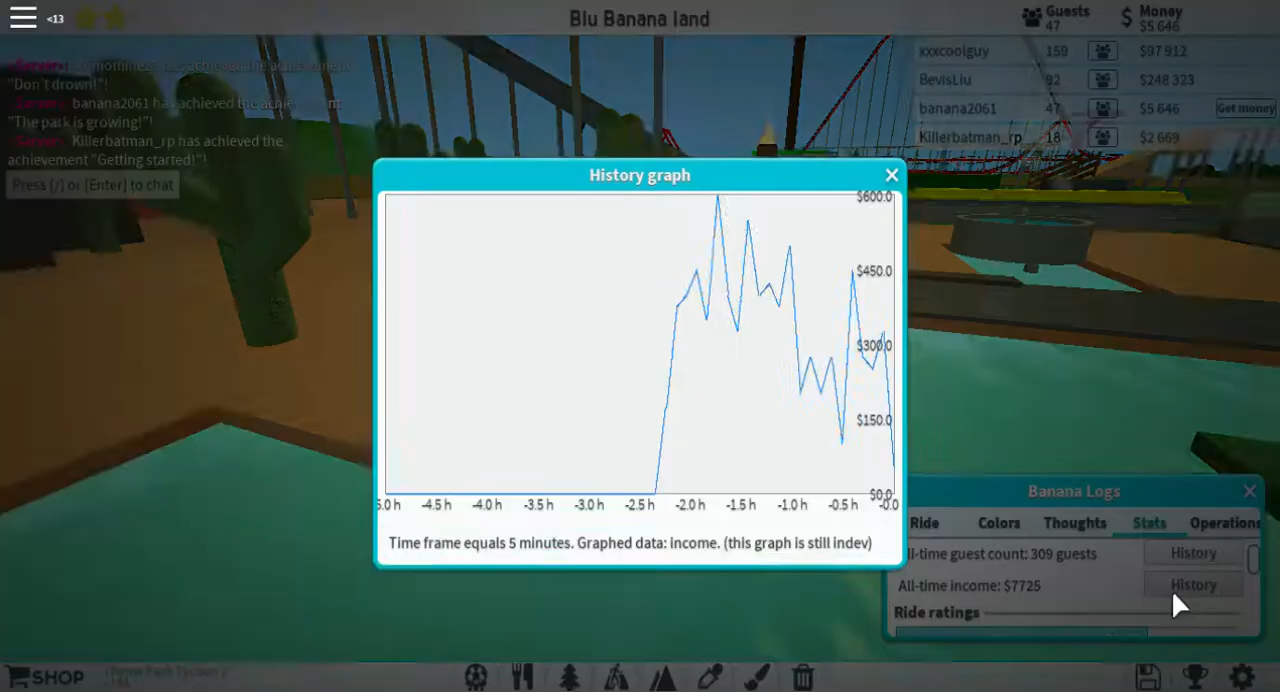 <13
Blu Banana land
Guests
47
Money
$5 646
xxxcoolguy 159 $97 912
BevisLiu 92 $248 323
banana2061 47 $5 646 Get money
Killerbatman_rp 18 $2 669
has achieved the achievement
"Don't drown!"!
banana2061 has achieved the
"The park is growing!"!
Killerbatman_rp has achieved the
achievement "Getting started!"!
Press [/] or [Enter] to chat
History graph
$600.0
$450.0
$300.0
$150.0
$0.0
5.0 h -4.5 h -4.0 h -3.5 h -3.0 h -2.5 h -2.0 h -1.5 h -1.0 h -0.5 h -0.0
Time frame equals 5 minutes. Graphed data: income. (this graph is still indev)
Banana Logs
Ride Colors Thoughts Stats Operations
ll-time guest count: 309 guests History
All-time income: $7725 History
Ride ratings
SHOP